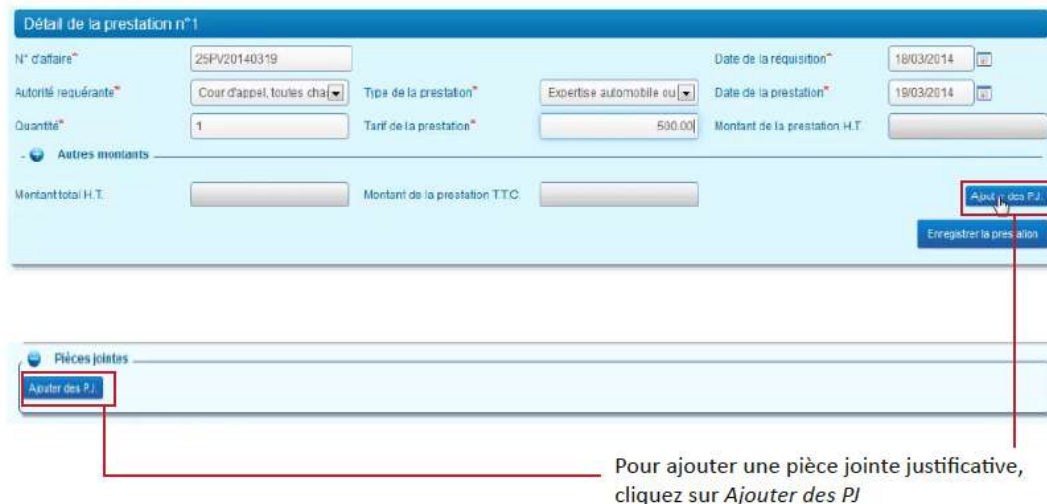 Détail de la prestation n°1
N° d'affaire* 25PV20140319 Date de la réquisition* 18/03/2014
Autorité requérante* Cour d'appel, toutes cha Type de la prestation* Expertise automobile ou Date de la prestation* 19/03/2014
Quantité* 1 Tarif de la prestation* 500.00 Montant de la prestation H.T.
Autres montants
Montant total H.T. Montant de la prestation T.T.C. Ajouter des P.J.
Enregistrer la prestation
Pièces jointes
Ajouter des P.J.
Pour ajouter une pièce jointe justificative,
cliquez sur Ajouter des PJ